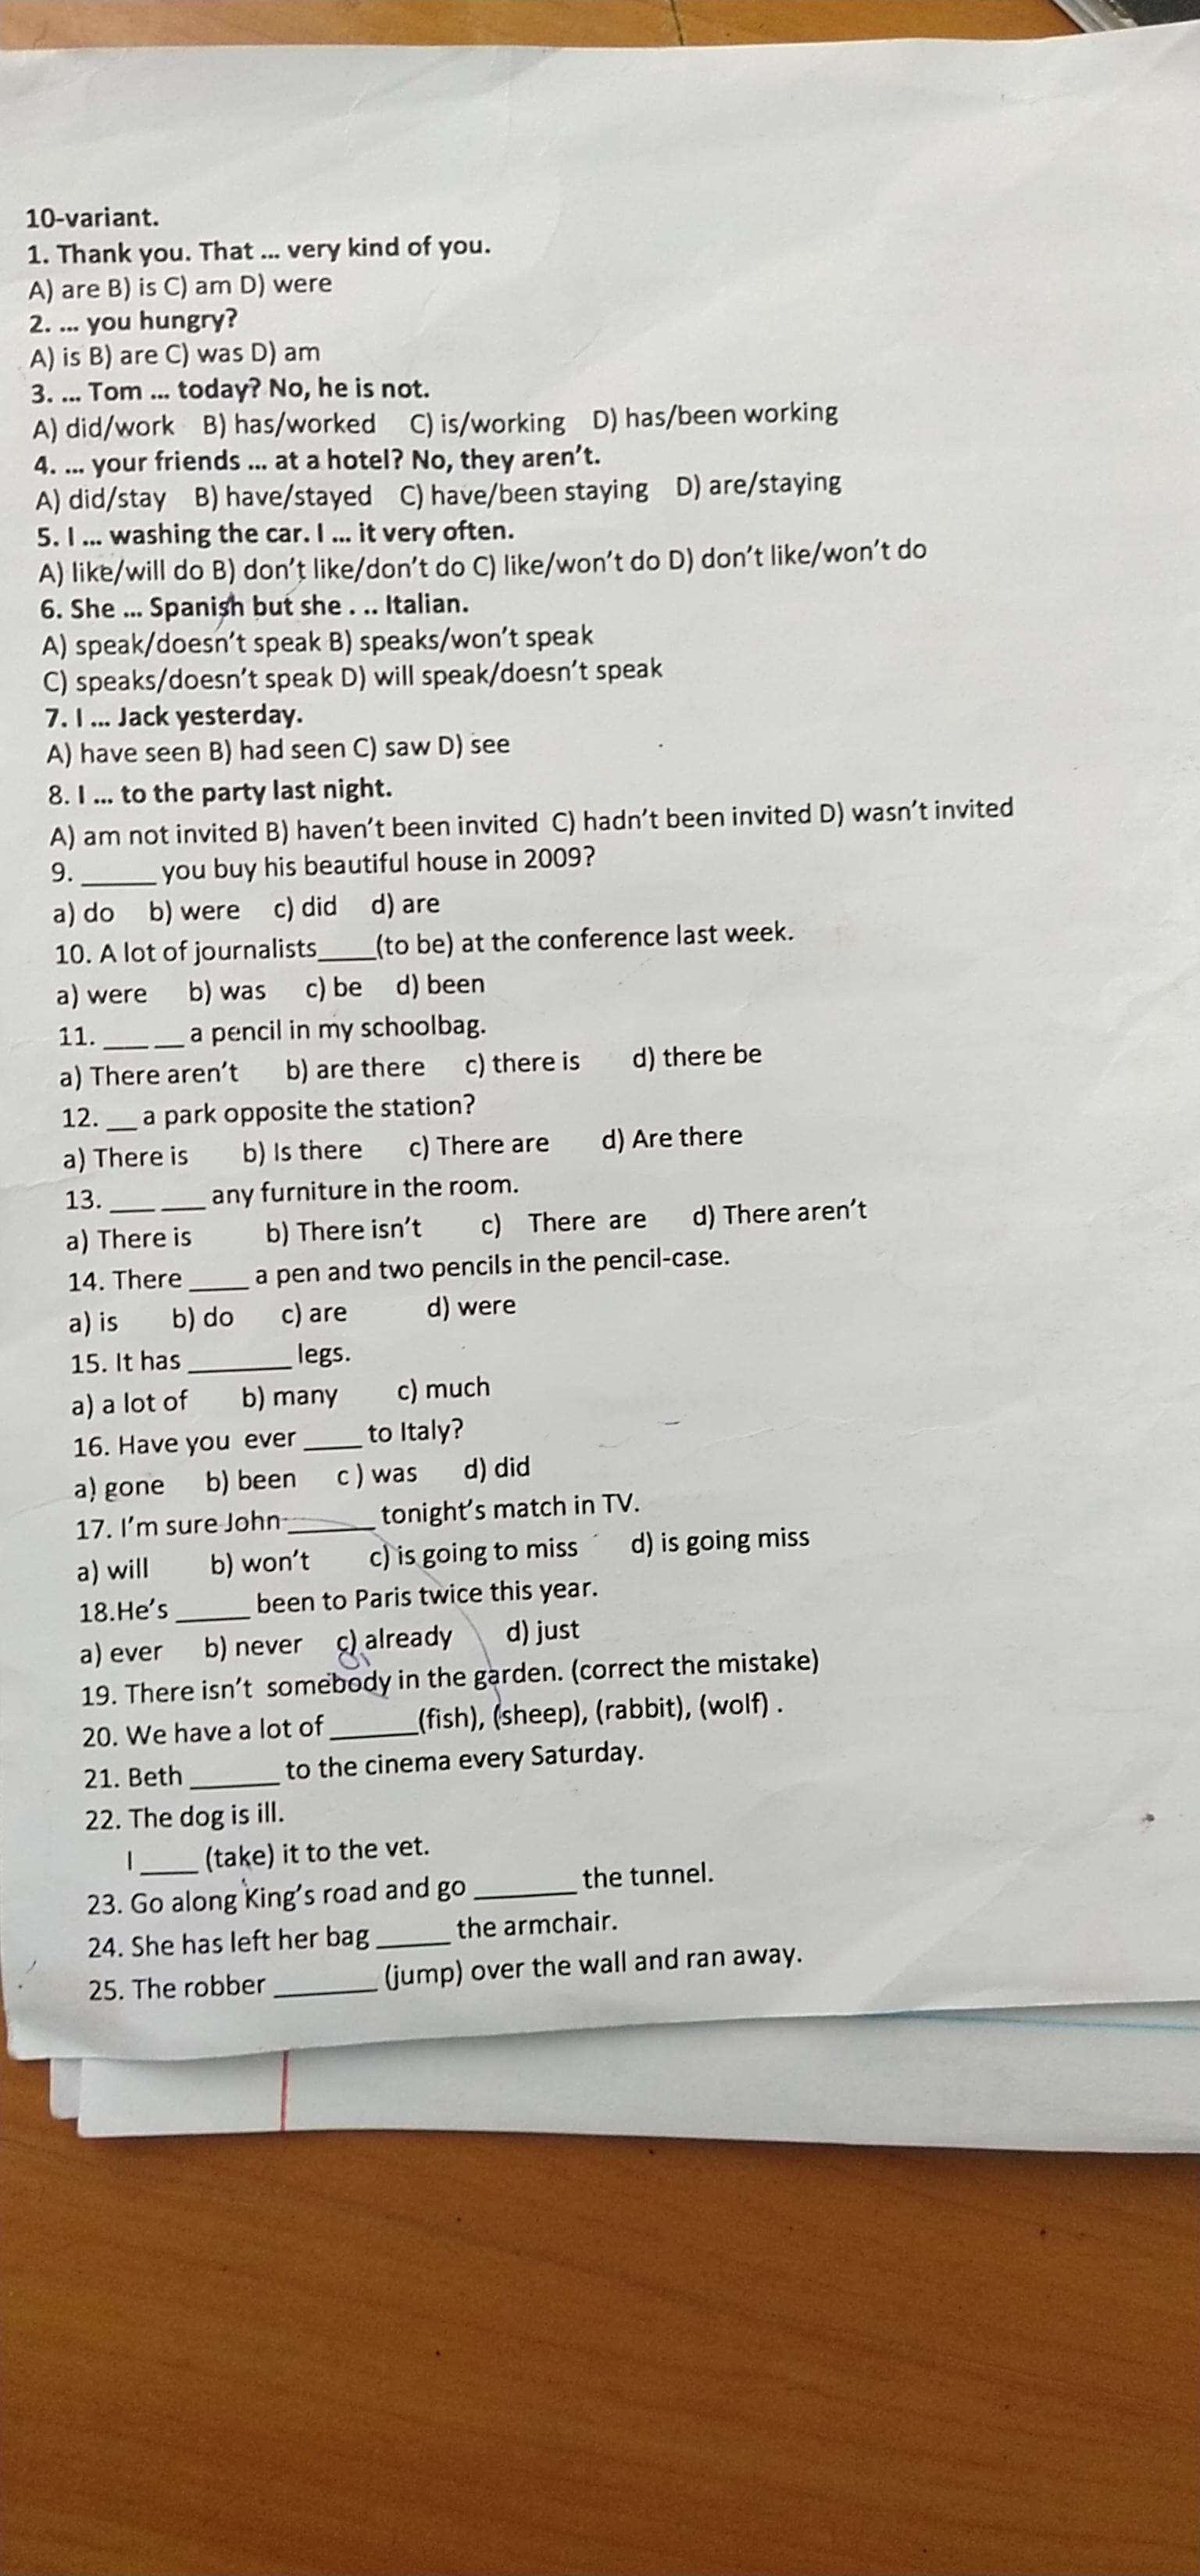 10-variant.
1. Thank you. That ... very kind of you.
A) are B) is C) am D) were
2. ... you hungry?
A) is B) are C) was D) am
3. ... Tom ... today? No, he is not.
A) did/work B) has/worked C) is/working D) has/been working
4. ... your friends ... at a hotel? No, they aren't.
A) did/stay B) have/stayed C) have/been staying D) are/staying
5. I ... washing the car. I ... it very often.
A) like/will do B) don't like/don't do C) like/won't do D) don't like/won't do
6. She ... Spanish but she . .. Italian.
A) speak/doesn't speak B) speaks/won't speak
C) speaks/doesn't speak D) will speak/doesn't speak
7. I ... Jack yesterday.
A) have seen B) had seen C) saw D) see
8. I ... to the party last night.
A) am not invited B) haven't been invited C) hadn't been invited D) wasn't invited
9. _____ you buy his beautiful house in 2009?
a) do b) were c) did d) are
10. A lot of journalists____(to be) at the conference last week.
a) were b) was c) be d) been
11. ___ __ a pencil in my schoolbag.
a) There aren't b) are there c) there is d) there be
12. __ a park opposite the station?
a) There is b) Is there c) There are d) Are there
13. ___ ___ any furniture in the room.
a) There is b) There isn't c) There are d) There aren't
14. There ____ a pen and two pencils in the pencil-case.
a) is b) do c) are d) were
15. It has _______ legs.
a) a lot of b) many c) much
16. Have you ever ____ to Italy?
a) gone b) been c ) was d) did
17. I'm sure John ______ tonight's match in TV.
a) will b) won't c) is going to miss d) is going miss
18.He's _____ been to Paris twice this year.
a) ever b) never c) already d) just
19. There isn't somebody in the garden. (correct the mistake)
20. We have a lot of ______(fish), (sheep), (rabbit), (wolf) .
21. Beth ______ to the cinema every Saturday.
22. The dog is ill.
I ____ (take) it to the vet.
23. Go along King's road and go _______ the tunnel.
24. She has left her bag _____ the armchair.
25. The robber _______ (jump) over the wall and ran away.